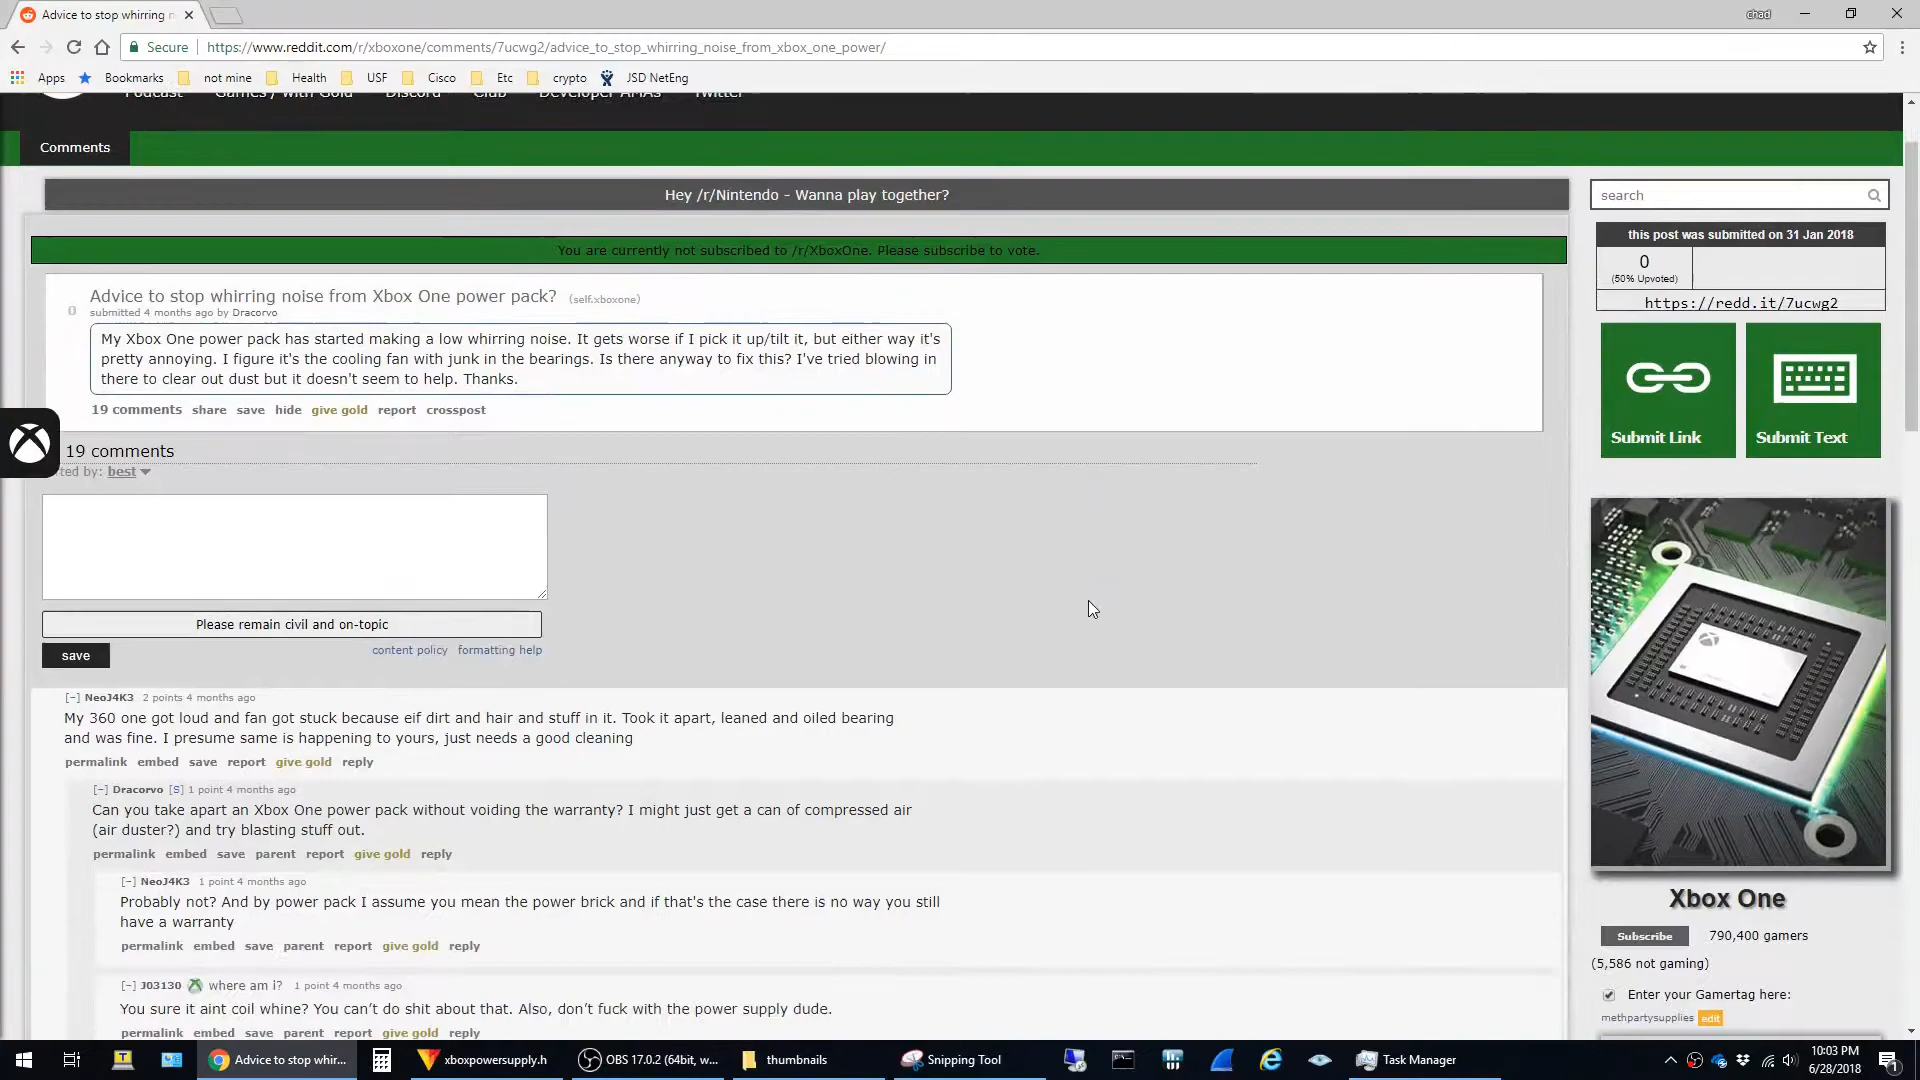 Advice to stop whirring n
chad
Secure https://www.reddit.com/r/xboxone/comments/7ucwg2/advice_to_stop_whirring_noise_from_xbox_one_power/
Apps Bookmarks not mine Health USF Cisco Etc crypto JSD NetEng
Podcast Games / with Gold Discord Club Developer AMAs Twitter
Comments
Hey /r/Nintendo - Wanna play together?
search
You are currently not subscribed to /r/XboxOne. Please subscribe to vote.
this post was submitted on 31 Jan 2018
0
(50% Upvoted)
https://redd.it/7ucwg2
0
Advice to stop whirring noise from Xbox One power pack? (self.xboxone)
submitted 4 months ago by Dracorvo
My Xbox One power pack has started making a low whirring noise. It gets worse if I pick it up/tilt it, but either way it's
pretty annoying. I figure it's the cooling fan with junk in the bearings. Is there anyway to fix this? I've tried blowing in
there to clear out dust but it doesn't seem to help. Thanks.
19 comments share save hide give gold report crosspost
Submit Link
Submit Text
19 comments
ted by: best
Please remain civil and on-topic
save
content policy formatting help
[–] NeoJ4K3 2 points 4 months ago
My 360 one got loud and fan got stuck because eif dirt and hair and stuff in it. Took it apart, leaned and oiled bearing
and was fine. I presume same is happening to yours, just needs a good cleaning
permalink embed save report give gold reply
[–] Dracorvo [S] 1 point 4 months ago
Can you take apart an Xbox One power pack without voiding the warranty? I might just get a can of compressed air
(air duster?) and try blasting stuff out.
permalink embed save parent report give gold reply
[–] NeoJ4K3 1 point 4 months ago
Probably not? And by power pack I assume you mean the power brick and if that's the case there is no way you still
have a warranty
permalink embed save parent report give gold reply
[–] J03130 where am i? 1 point 4 months ago
You sure it aint coil whine? You can't do shit about that. Also, don't fuck with the power supply dude.
permalink embed save parent report give gold reply
Xbox One
Subscribe 790,400 gamers
(5,586 not gaming)
Enter your Gamertag here:
methpartysupplies edit
T
Advice to stop whir...
xboxpowersupply.h
OBS 17.0.2 (64bit, w...
thumbnails
Snipping Tool
Task Manager
10:03 PM
6/28/2018
1